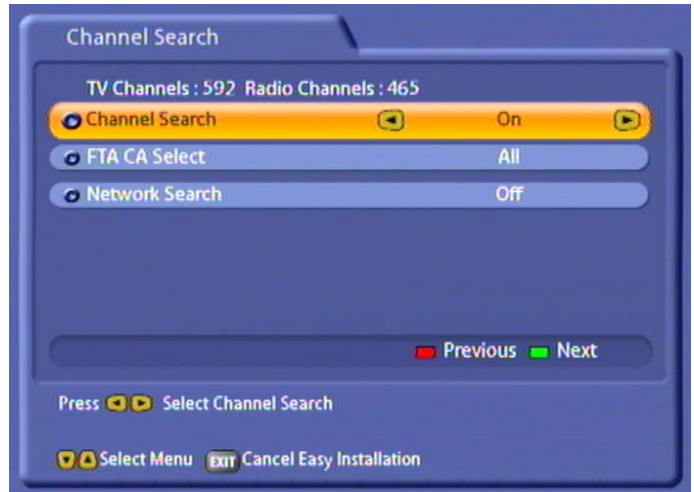 Channel Search
TV Channels : 592 Radio Channels : 465
Channel Search On
FTA CA Select All
Network Search Off
Previous Next
Press Select Channel Search
Select Menu EXIT Cancel Easy Installation